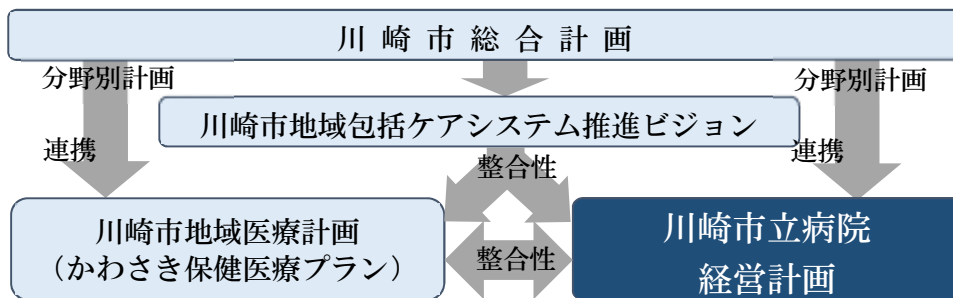 川崎市総合計画
分野別計画
分野別計画
川崎市地域包括ケアシステム推進ビジョン
連携
整合性
連携
川崎市地域医療計画
（かわさき保健医療プラン）
整合性
川崎市立病院
経営計画